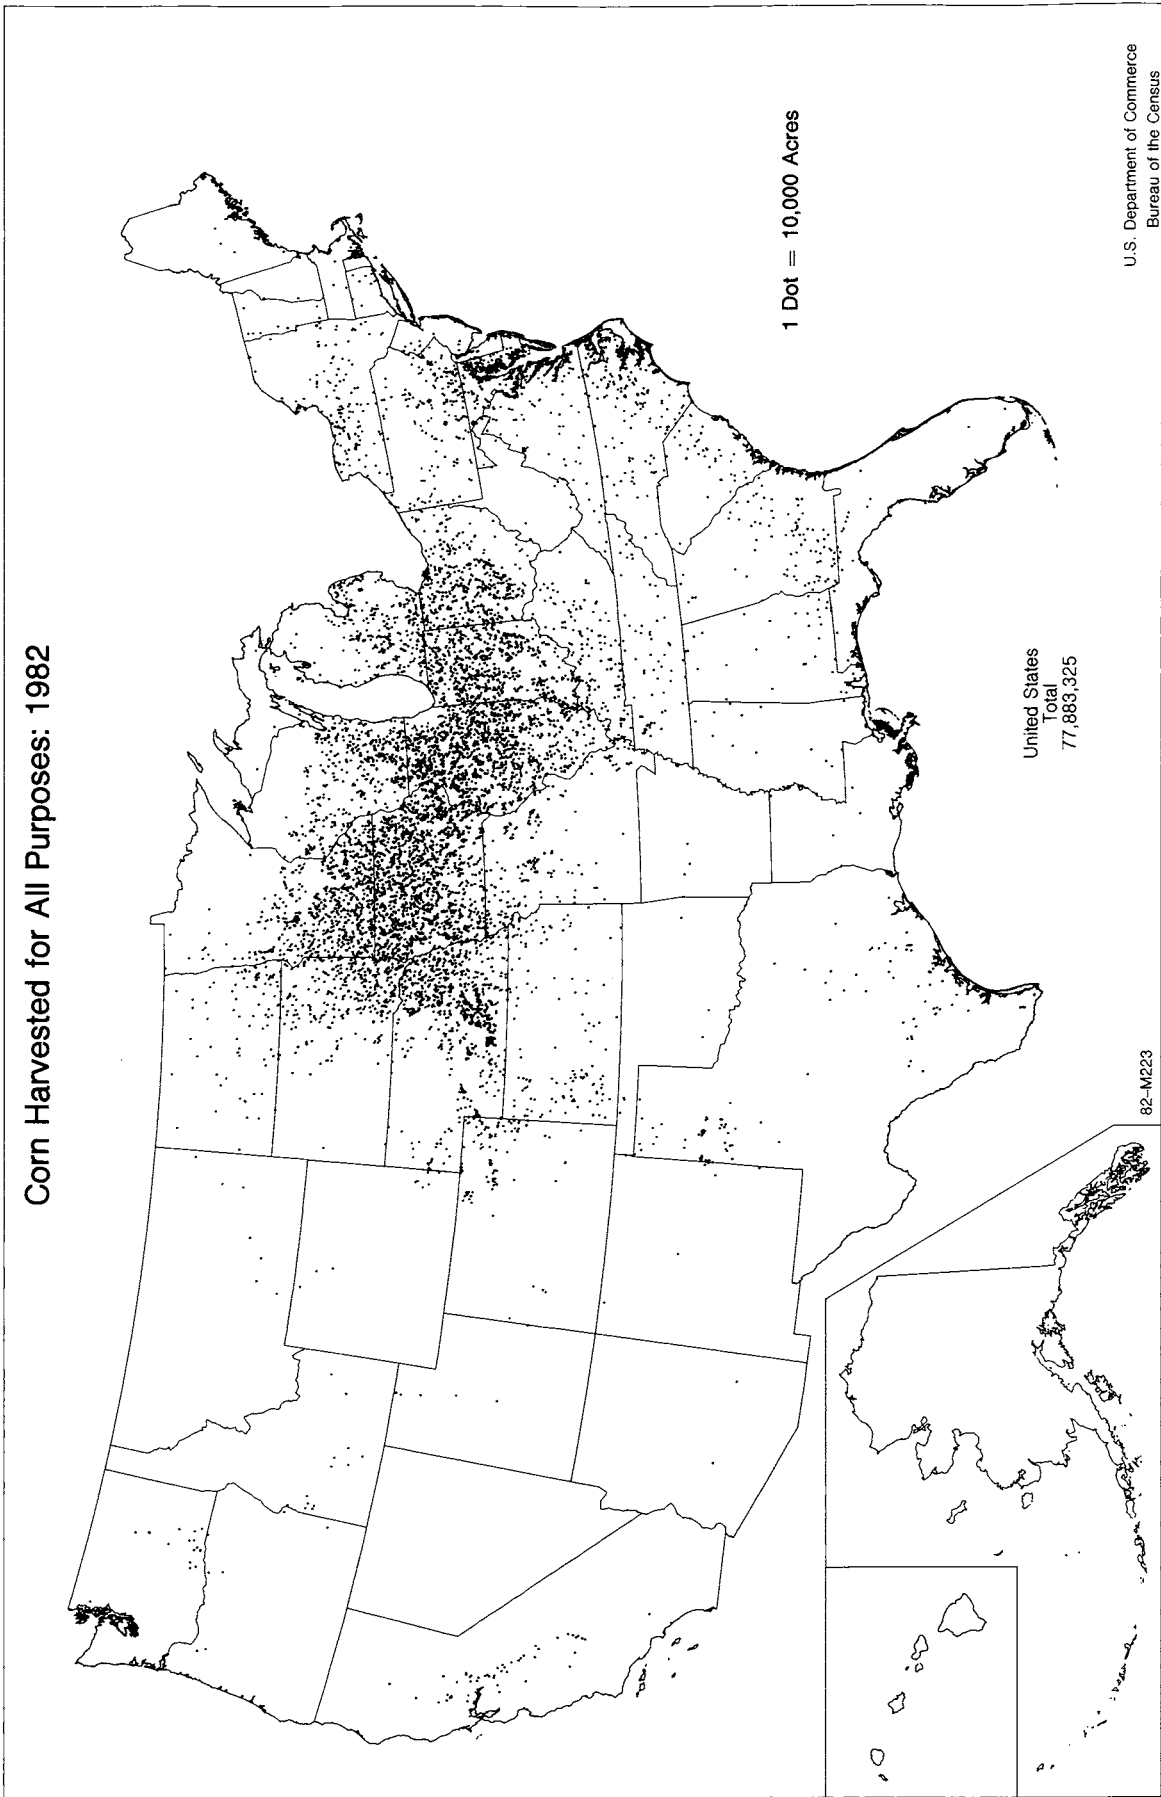 Corn Harvested for All Purposes: 1982
1 Dot = 10,000 Acres
United States
Total
77,883,325
82-M223
U.S. Department of Commerce
Bureau of the Census